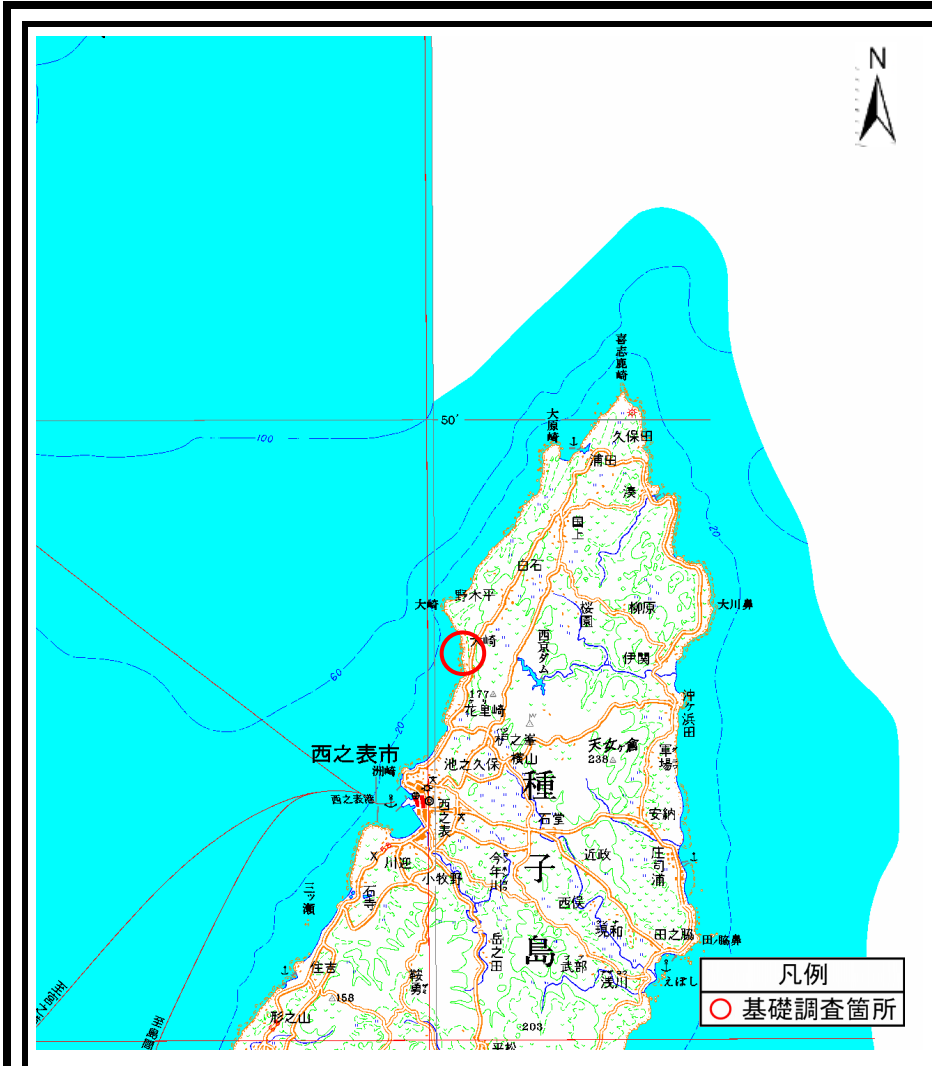 N
喜志鹿崎
大原崎
50′
100
久保田
浦田
湊
国上
20
白石
野木平
大崎
桜園
柳原
大川鼻
大崎
西京ダム
伊関
177
花里崎
沖ヶ浜田
60
20
之峯
天女ヶ倉
軍場
西之表市
洲崎
池之久保
横山
238
種子島
西之表港
西之表
石堂
安納
58
近政
庄司浦
川迎
今年川
小牧野
石寺
三ッ瀬
西俣
現和
田之脇
田ノ脇鼻
岳之田
武部
浅川
えぼし
住吉
鞍勇
158
形之山
203
平松
凡例
基礎調査箇所